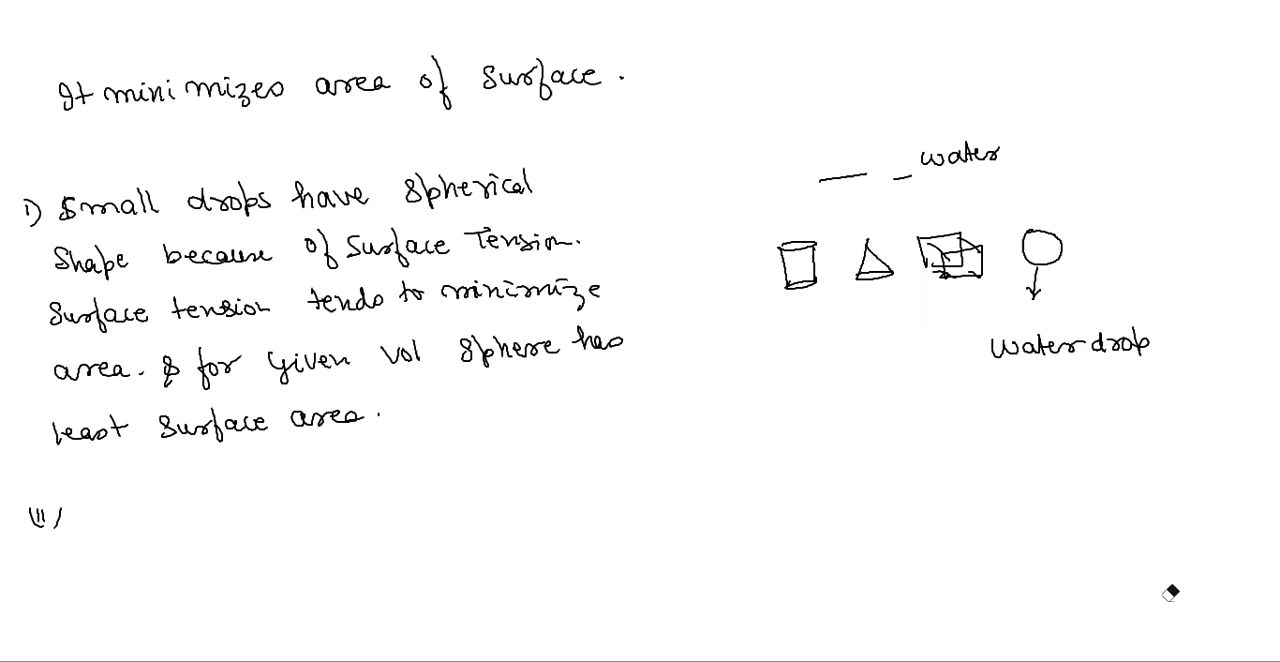 It minimizes area of surface.
water
1) Small drops have spherical
Shape because of Surface Tension.
Surface tension tends to minimize
area. & for given vol sphere has
least surface area.
water drop